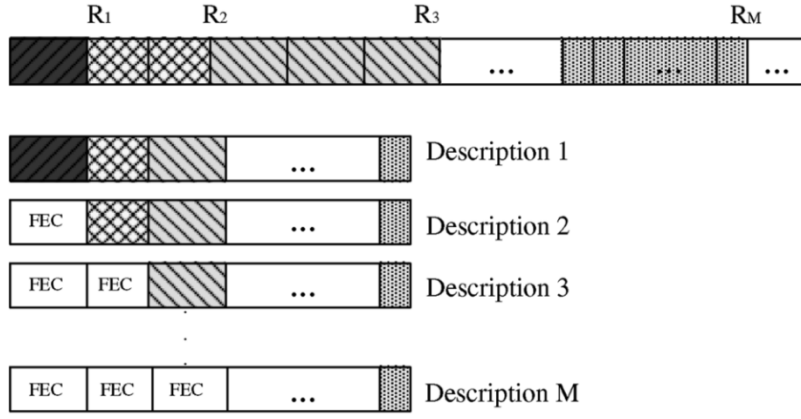 R1 R2 R3 RM
... ... ...
... Description 1
FEC ... Description 2
FEC FEC ... Description 3
FEC FEC FEC ... Description M